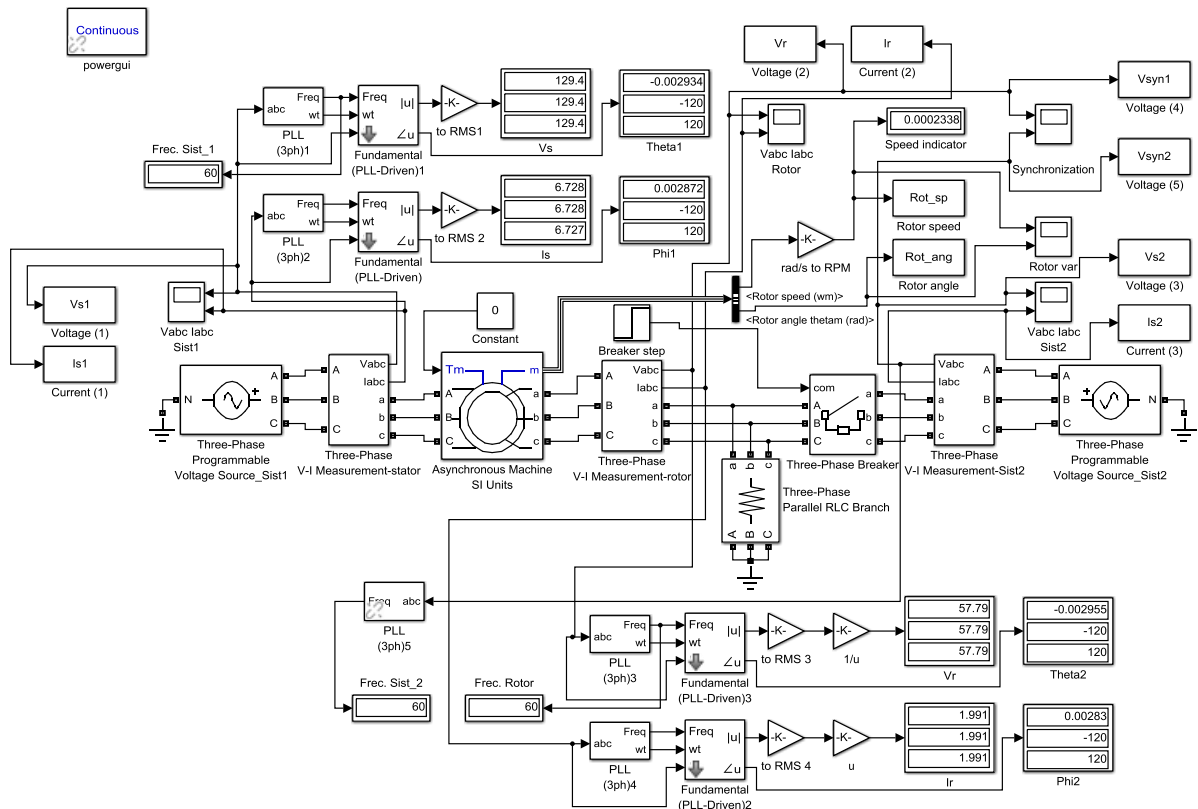 Continuous
powergui
Vr
Voltage (2)
Ir
Current (2)
Vsyn1
Voltage (4)
abc
Freq
wt
PLL
(3ph)1
Freq
wt
|u|
∠u
Fundamental
(PLL-Driven)1
-K-
to RMS1
129.4
129.4
129.4
Vs
-0.002934
-120
120
Theta1
Vabc Iabc
Rotor
0.0002338
Speed indicator
Synchronization
Vsyn2
Voltage (5)
Frec. Sist_1
60
abc
Freq
wt
PLL
(3ph)2
Freq
wt
|u|
∠u
Fundamental
(PLL-Driven)
-K-
to RMS 2
6.728
6.728
6.727
Is
0.002872
-120
120
Phi1
Rot_sp
Rotor speed
-K-
rad/s to RPM
Rot_ang
Rotor angle
Rotor var
Vs2
Voltage (3)
Vs1
Voltage (1)
Vabc Iabc
Sist1
0
Constant
Breaker step
<Rotor speed (wm)>
<Rotor angle thetam (rad)>
Vabc Iabc
Sist2
Is2
Current (3)
Is1
Current (1)
N
A
B
C
Three-Phase
Programmable
Voltage Source_Sist1
Vabc
Iabc
A
B
C
a
b
c
Three-Phase
V-I Measurement-stator
Tm
m
A
B
C
a
b
c
Asynchronous Machine
SI Units
Vabc
Iabc
A
B
C
a
b
c
Three-Phase
V-I Measurement-rotor
com
A
B
C
a
b
c
Three-Phase Breaker
Vabc
Iabc
A
B
C
a
b
c
Three-Phase
V-I Measurement-Sist2
A
B
C
N
Three-Phase
Programmable
Voltage Source_Sist2
a b c
A B C
Three-Phase
Parallel RLC Branch
Freq
abc
PLL
(3ph)5
Frec. Sist_2
60
Frec. Rotor
60
abc
Freq
wt
PLL
(3ph)3
Freq
wt
|u|
∠u
Fundamental
(PLL-Driven)3
-K-
to RMS 3
-K-
1/u
57.79
57.79
57.79
Vr
-0.002955
-120
120
Theta2
abc
Freq
wt
PLL
(3ph)4
Freq
wt
|u|
∠u
Fundamental
(PLL-Driven)2
-K-
to RMS 4
-K-
u
1.991
1.991
1.991
Ir
0.00283
-120
120
Phi2